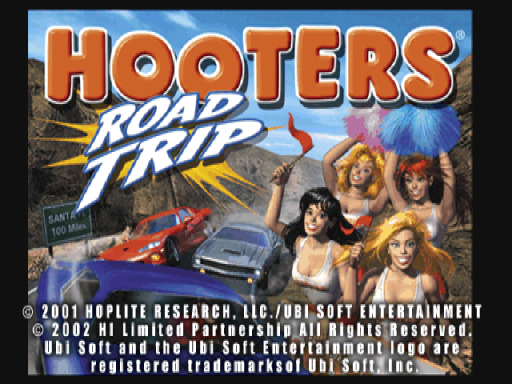 HOOTERS®
ROAD
TRIP
SANTA FE
100 Miles
© 2001 HOPLITE RESEARCH, LLC./UBI SOFT ENTERTAINMENT
© 2002 HI Limited Partnership All Rights Reserved.
Ubi Soft and the Ubi Soft Entertainment logo are
registered trademarksof Ubi Soft, Inc.